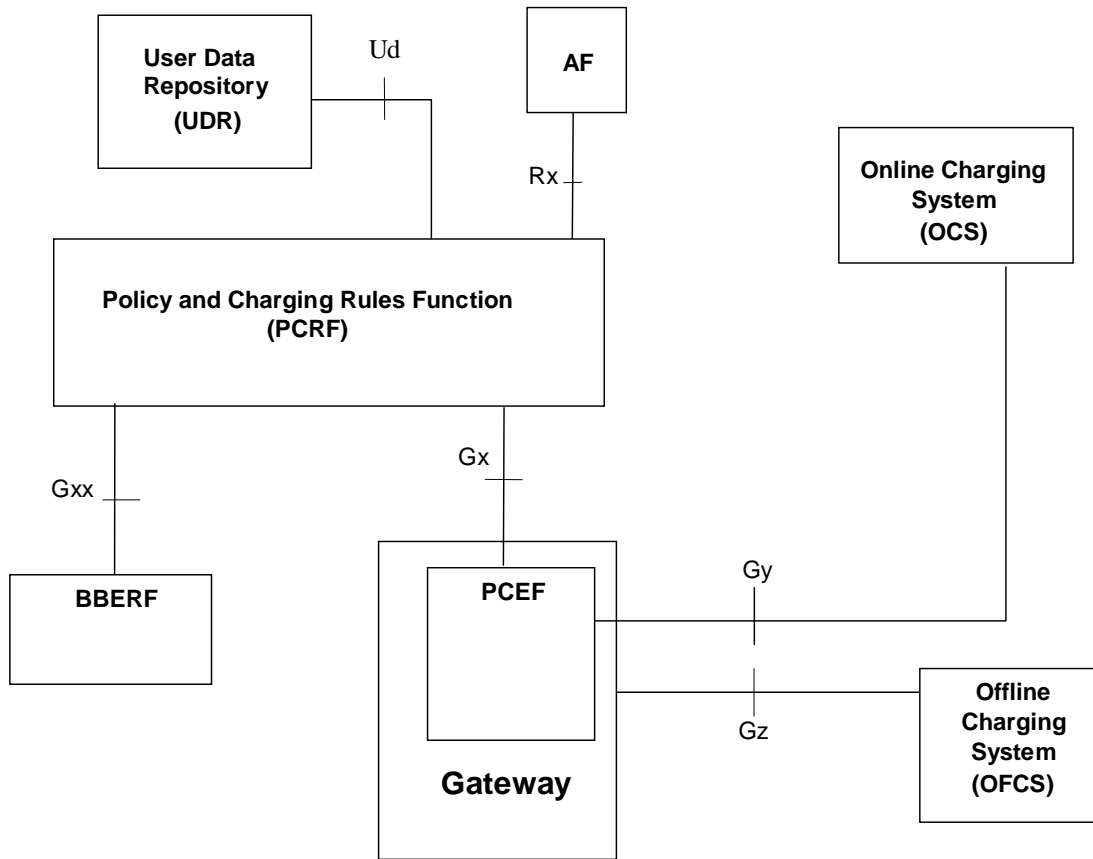 User Data
Repository
(UDR)
Ud
AF
Rx
Online Charging
System
(OCS)
Policy and Charging Rules Function
(PCRF)
Gxx
Gx
BBERF
PCEF
Gy
Gz
Gateway
Offline
Charging
System
(OFCS)